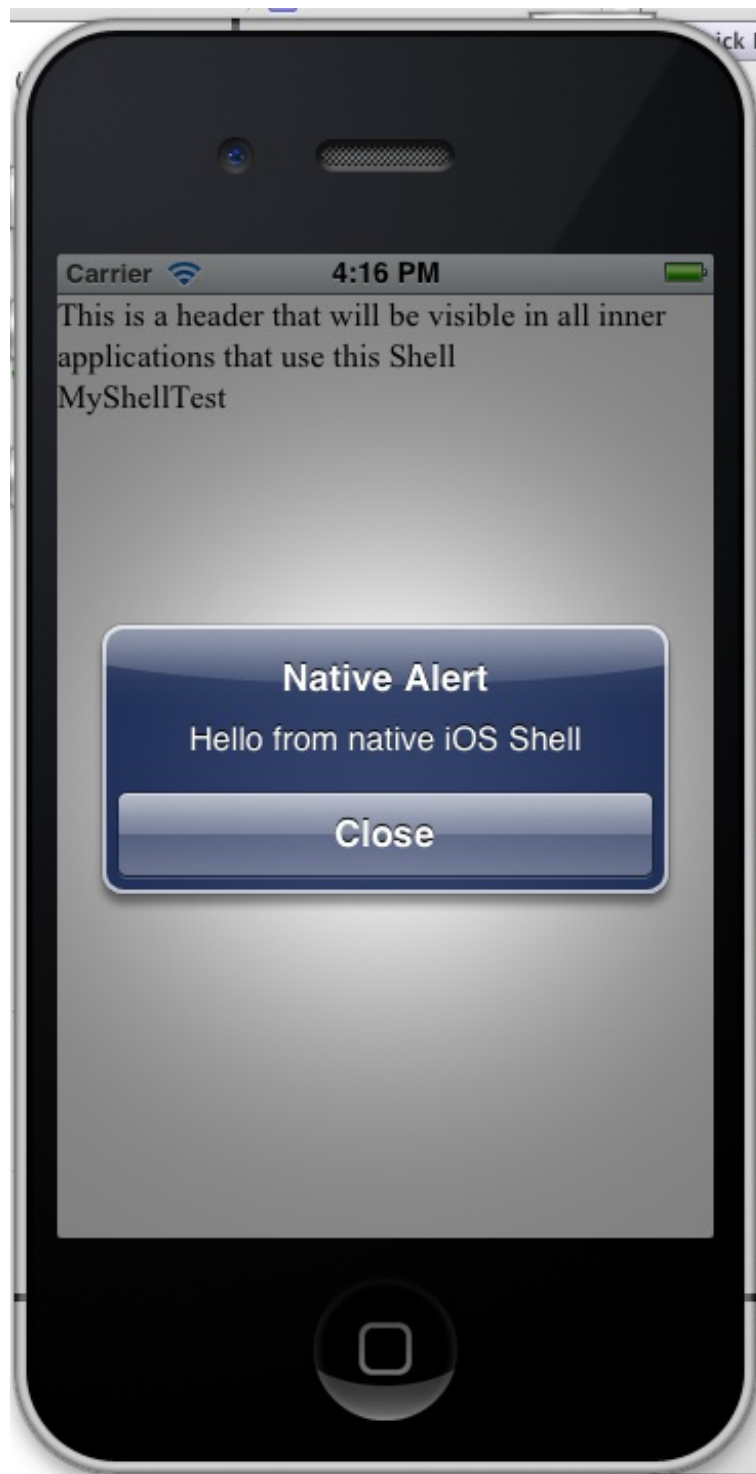 ick
Carrier 4:16 PM
This is a header that will be visible in all inner
applications that use this Shell
MyShellTest
Native Alert
Hello from native iOS Shell
Close